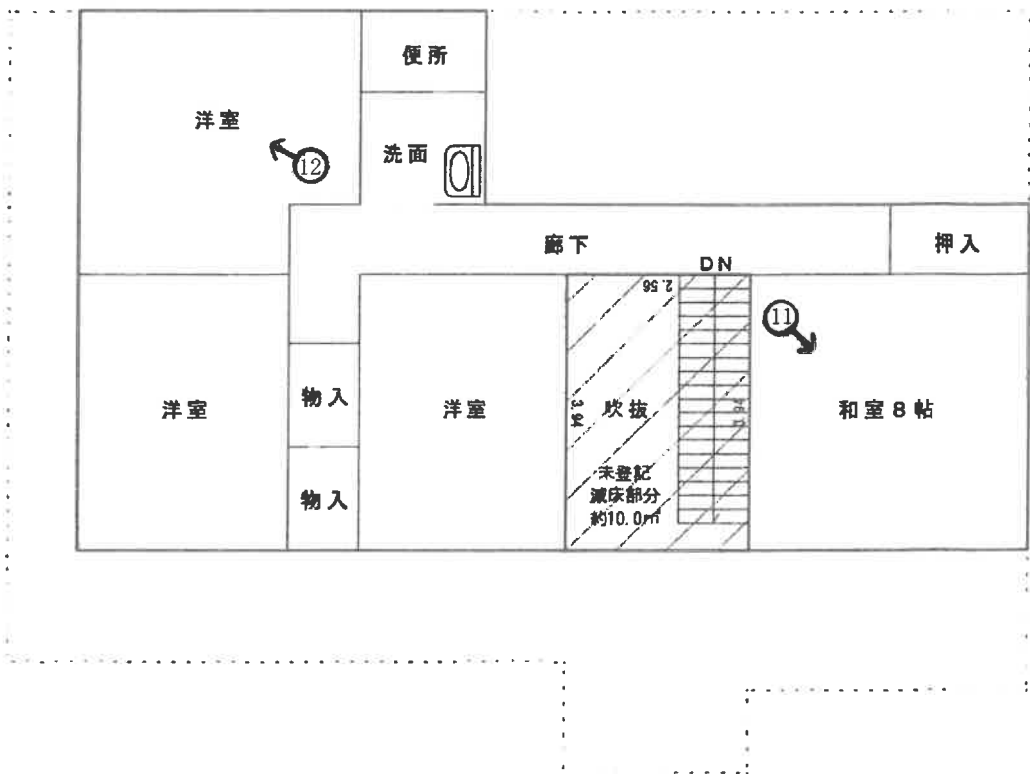 便所
洋室
⑫
洗面
廊下
押入
DN
2.56
⑪
洋室
物入
洋室
3.94
吹抜
和室8帖
物入
未登記
減床部分
約10.0㎡